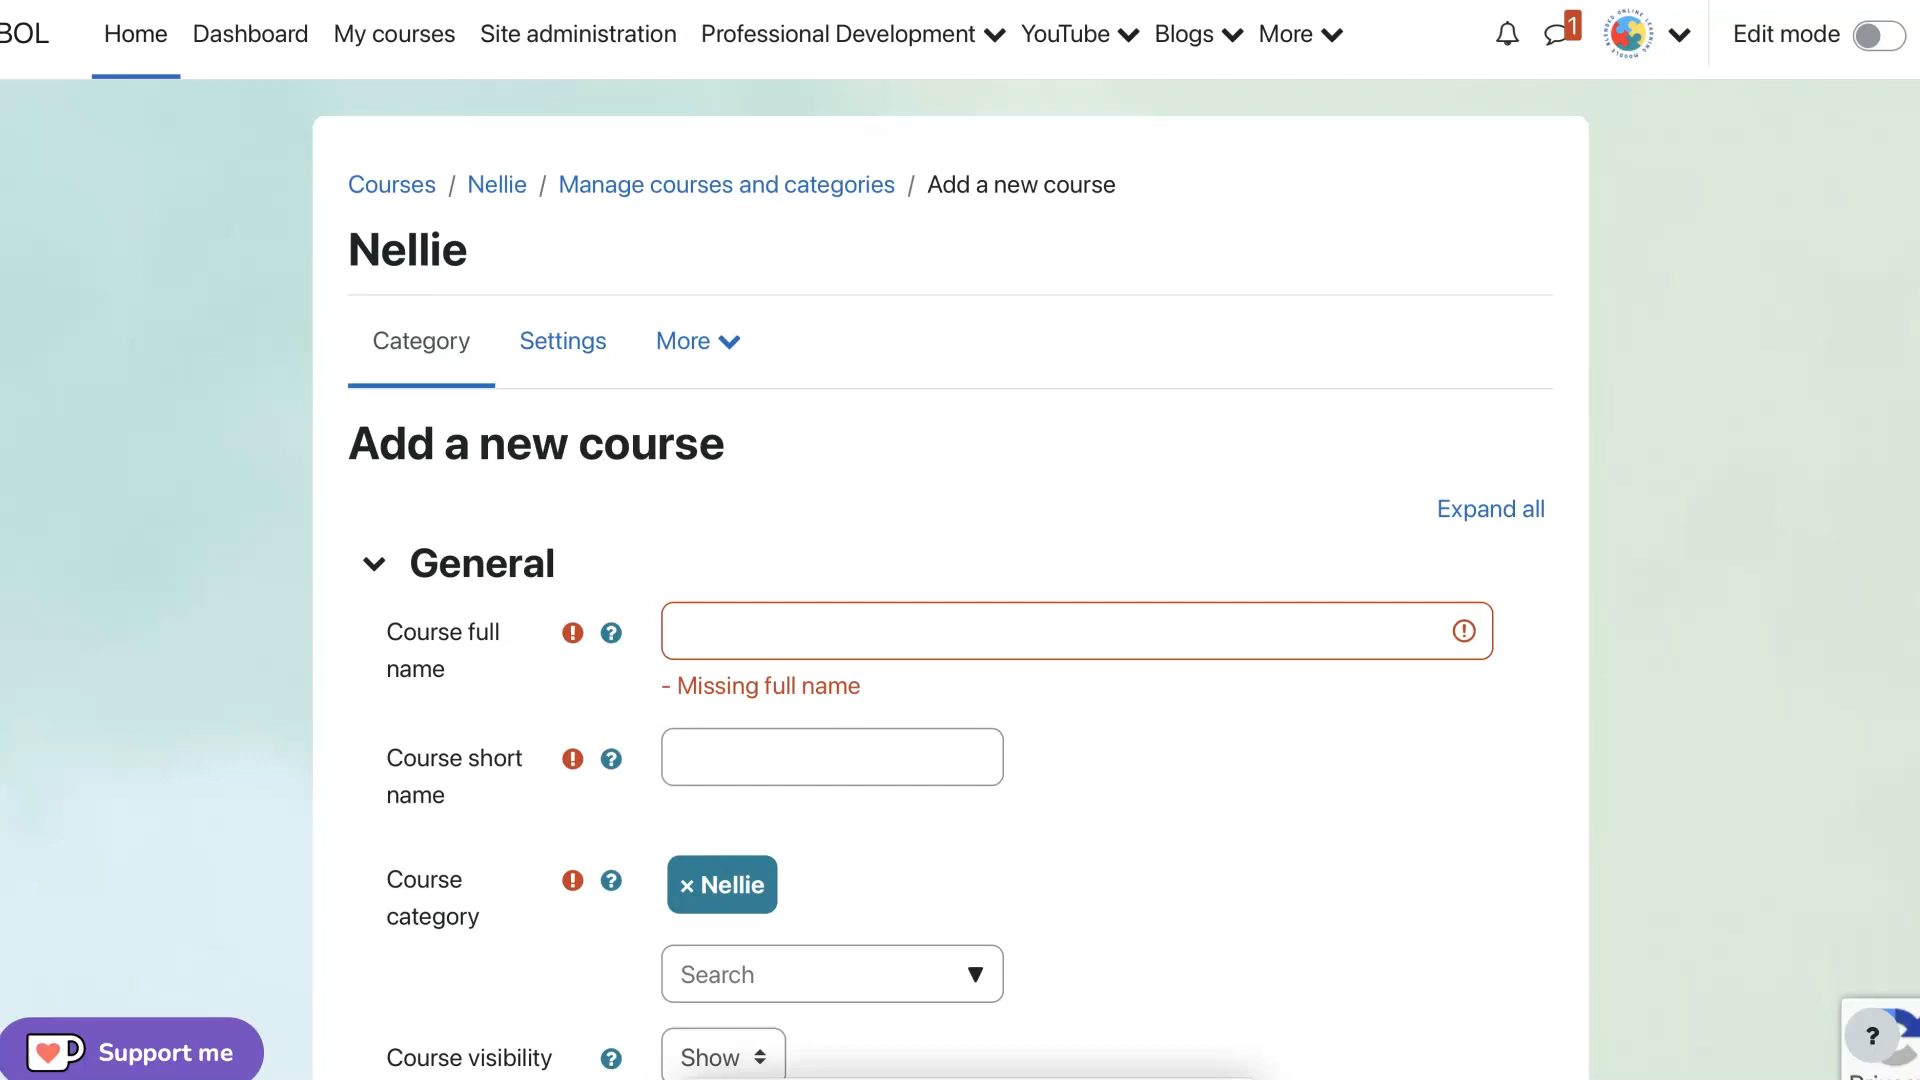 BOL Home Dashboard My courses Site administration Professional Development YouTube Blogs More 1 Edit mode
Courses / Nellie / Manage courses and categories / Add a new course
Nellie
Category Settings More
Add a new course
Expand all
General
Course full
name
- Missing full name
Course short
name
Course
category
× Nellie
Search
Course visibility
Show
Support me